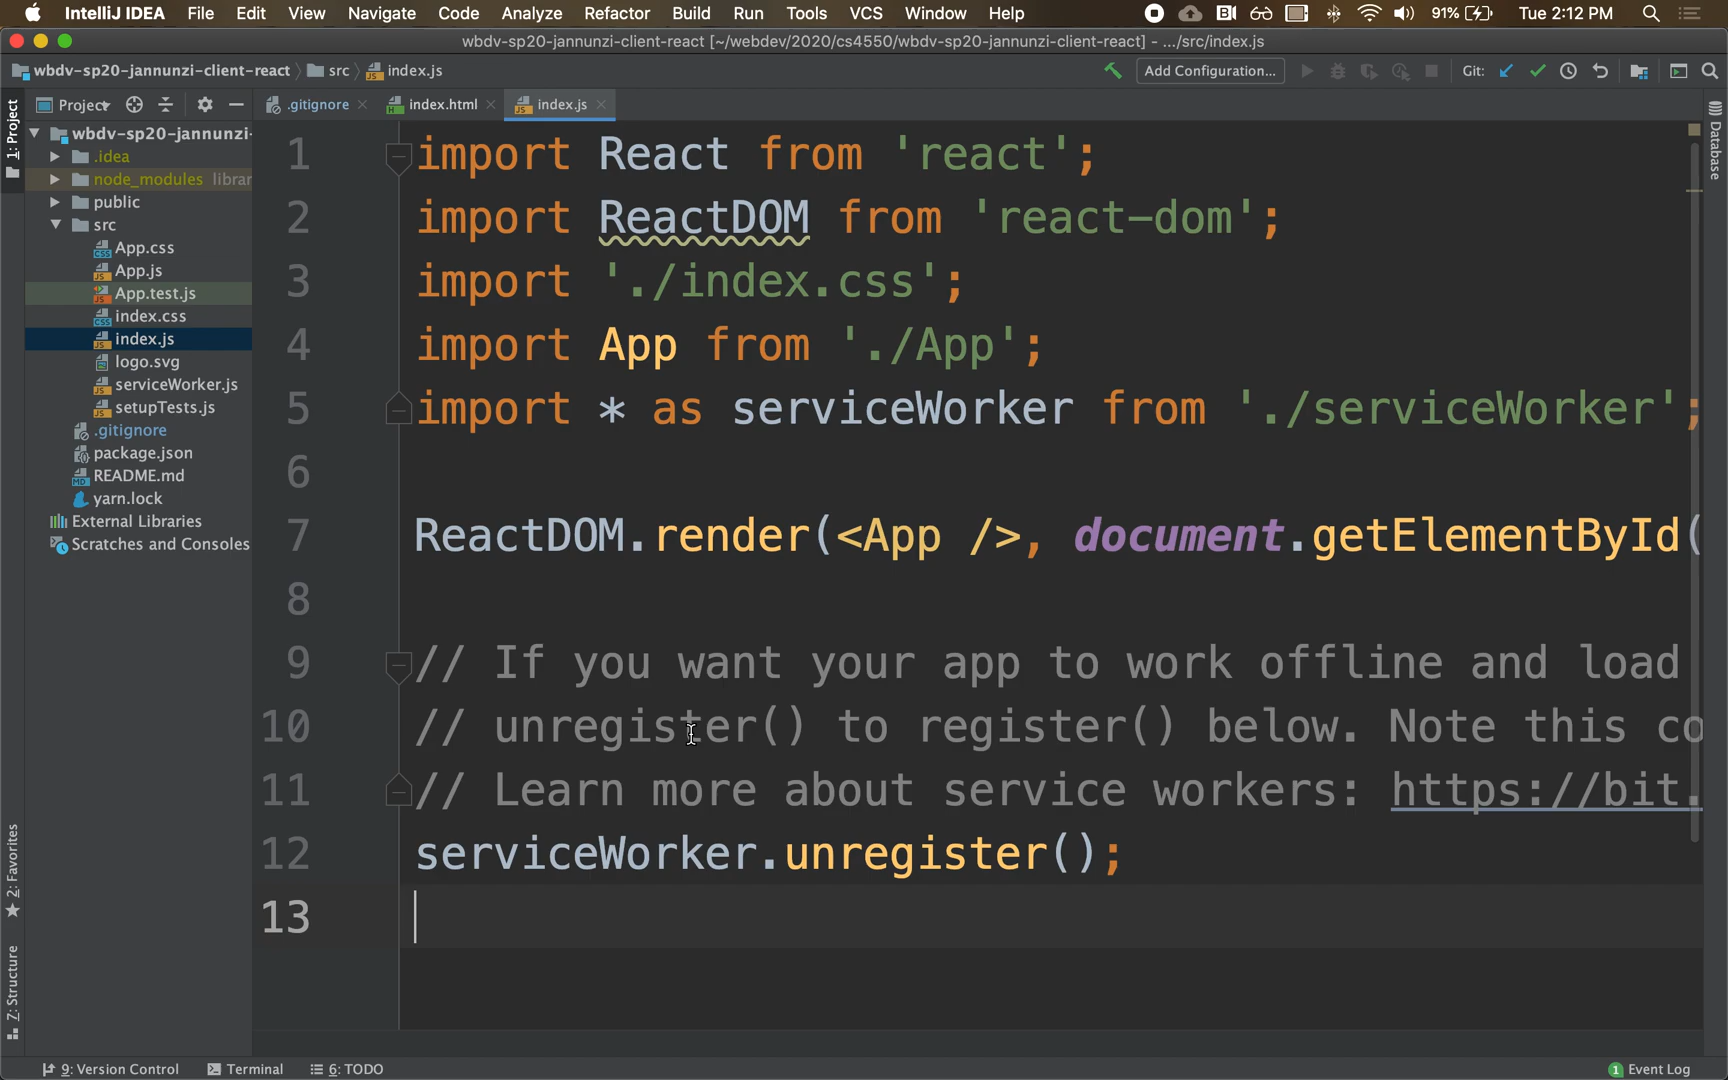 IntelliJ IDEA File Edit View Navigate Code Analyze Refactor Build Run Tools VCS Window Help 91% Tue 2:12 PM
wbdv-sp20-jannunzi-client-react [~/webdev/2020/cs4550/wbdv-sp20-jannunzi-client-react] - .../src/index.js
wbdv-sp20-jannunzi-client-react src index.js Add Configuration... Git:
1: Project
Project
.gitignore index.html index.js
wbdv-sp20-jannunzi-
.idea
node_modules librar
public
src
App.css
App.js
App.test.js
index.css
index.js
logo.svg
serviceWorker.js
setupTests.js
.gitignore
package.json
README.md
yarn.lock
External Libraries
Scratches and Consoles
1 import React from 'react';
2 import ReactDOM from 'react-dom';
3 import './index.css';
4 import App from './App';
5 import * as serviceWorker from './serviceWorker';
6
7 ReactDOM.render(<App />, document.getElementById(
8
9 // If you want your app to work offline and load
10 // unregister() to register() below. Note this co
11 // Learn more about service workers: https://bit.
12 serviceWorker.unregister();
13
Database
2: Favorites
Z: Structure
9: Version Control Terminal 6: TODO 1 Event Log